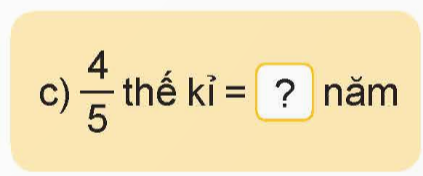 c) 4/5 thế kỉ = ? năm